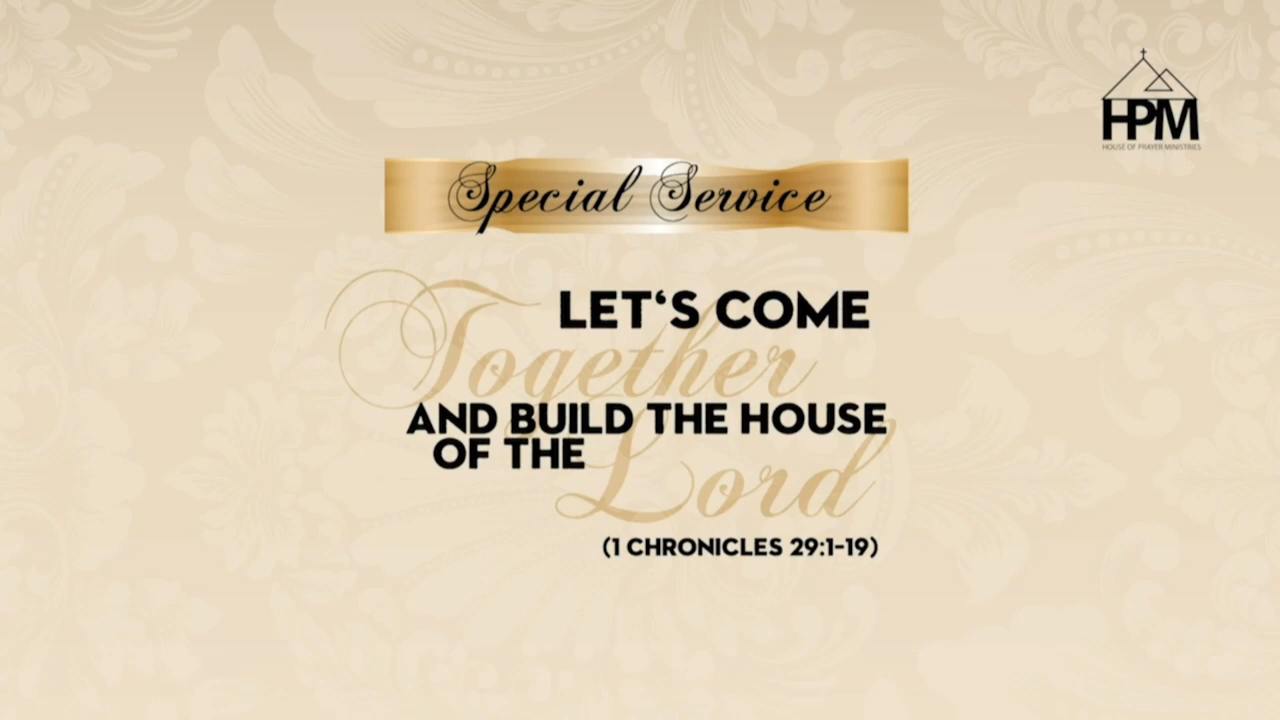 HPM
HOUSE OF PRAYER MINISTRIES
Special Service
LET‘S COME
Together
AND BUILD THE HOUSE
OF THE
Lord
(1 CHRONICLES 29:1-19)